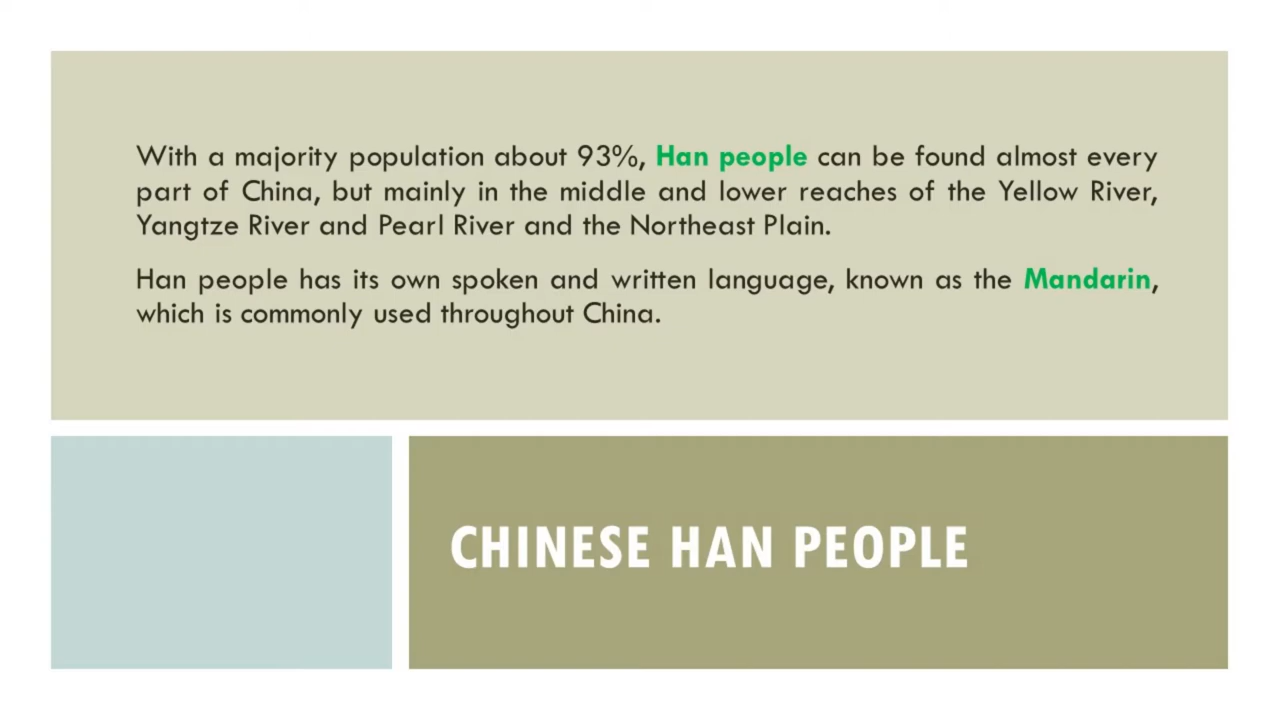 With a majority population about 93%, Han people can be found almost every
part of China, but mainly in the middle and lower reaches of the Yellow River,
Yangtze River and Pearl River and the Northeast Plain.
Han people has its own spoken and written language, known as the Mandarin,
which is commonly used throughout China.
CHINESE HAN PEOPLE